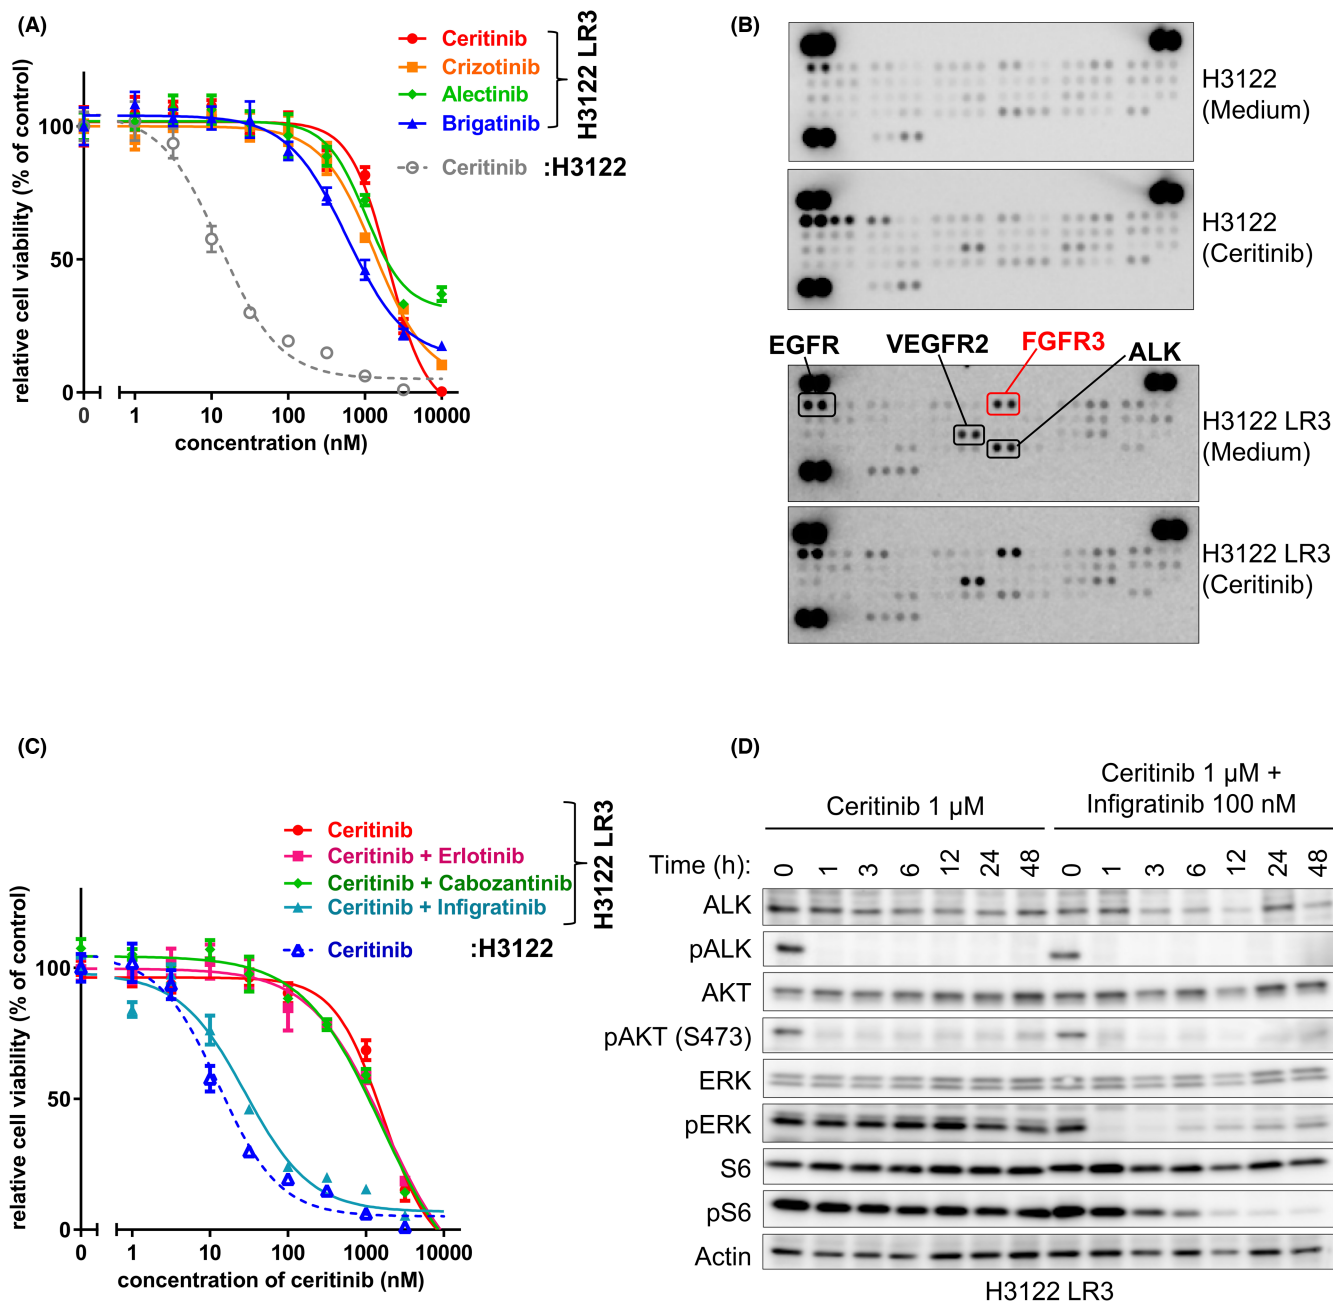 (A)
Ceritinib
Crizotinib
Alectinib
Brigatinib
H3122 LR3
Ceritinib :H3122
relative cell viability (% of control)
100
50
0
0 1 10 100 1000 10000
concentration (nM)
(B)
H3122
(Medium)
H3122
(Ceritinib)
EGFR VEGFR2 FGFR3 ALK
H3122 LR3
(Medium)
H3122 LR3
(Ceritinib)
(C)
Ceritinib
Ceritinib + Erlotinib
Ceritinib + Cabozantinib
Ceritinib + Infigratinib
H3122 LR3
Ceritinib :H3122
relative cell viability (% of control)
100
50
0
0 1 10 100 1000 10000
concentration of ceritinib (nM)
(D)
Ceritinib 1 µM
Ceritinib 1 µM +
Infigratinib 100 nM
Time (h): 0 1 3 6 12 24 48 0 1 3 6 12 24 48
ALK
pALK
AKT
pAKT (S473)
ERK
pERK
S6
pS6
Actin
H3122 LR3